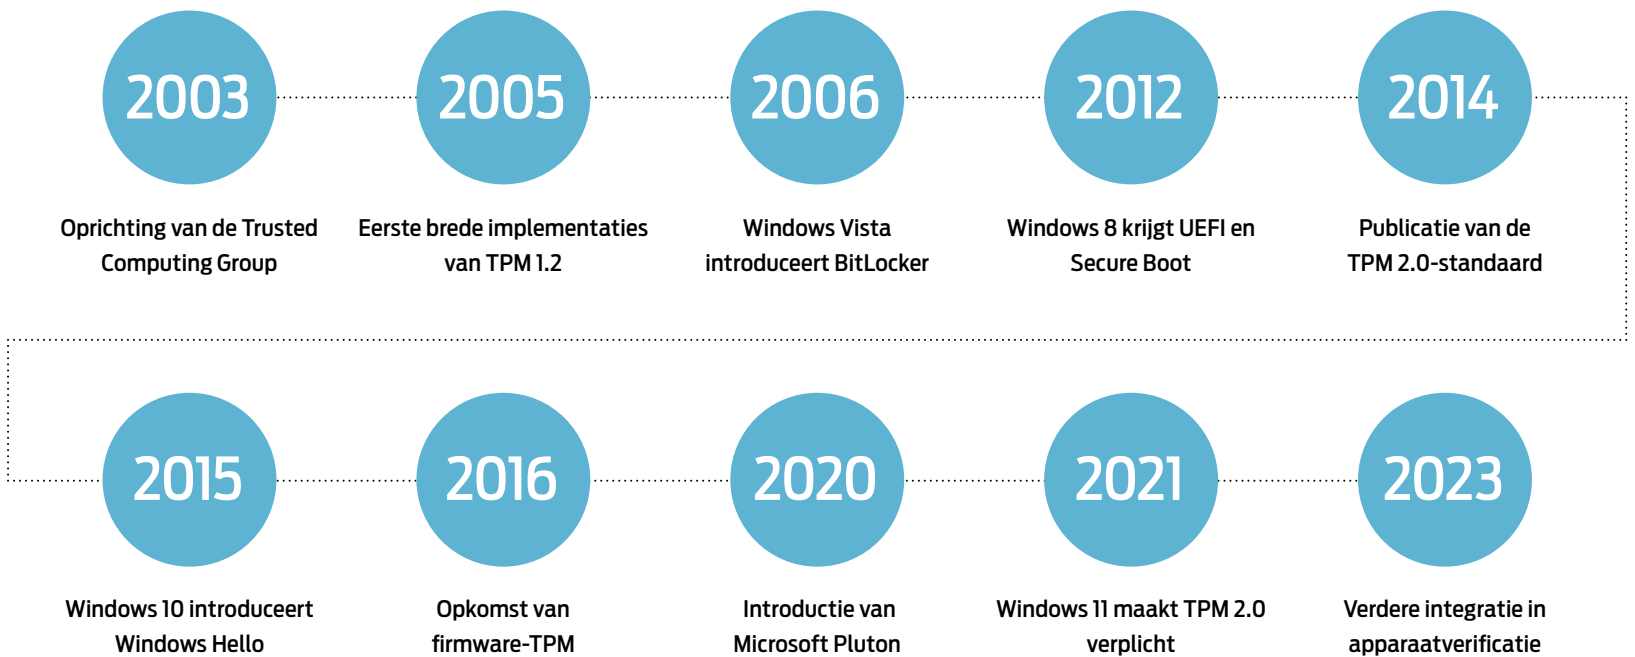 2003
Oprichting van de Trusted
Computing Group
2005
Eerste brede implementaties
van TPM 1.2
2006
Windows Vista
introduceert BitLocker
2012
Windows 8 krijgt UEFI en
Secure Boot
2014
Publicatie van de
TPM 2.0-standaard
2015
Windows 10 introduceert
Windows Hello
2016
Opkomst van
firmware-TPM
2020
Introductie van
Microsoft Pluton
2021
Windows 11 maakt TPM 2.0
verplicht
2023
Verdere integratie in
apparaatverificatie